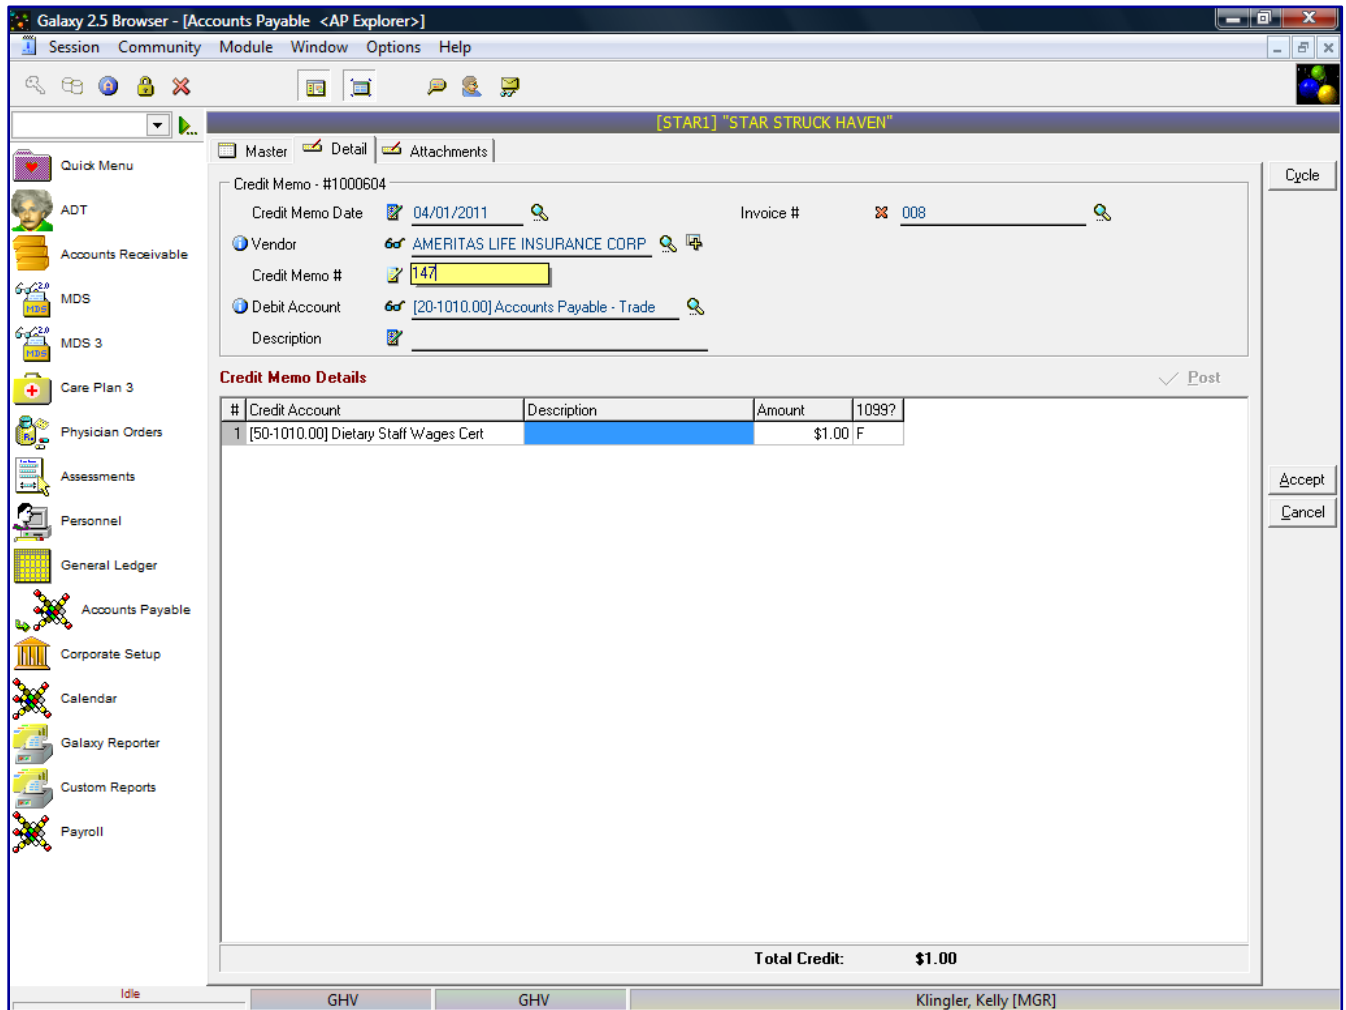 Galaxy 2.5 Browser - [Accounts Payable <AP Explorer>]
Session Community Module Window Options Help
[STAR1] "STAR STRUCK HAVEN"
Master Detail Attachments
Cycle
Quick Menu
ADT
Accounts Receivable
MDS
MDS 3
Care Plan 3
Physician Orders
Assessments
Personnel
General Ledger
Accounts Payable
Corporate Setup
Calendar
Galaxy Reporter
Custom Reports
Payroll
Credit Memo - #1000604
Credit Memo Date 04/01/2011 Invoice # 008
Vendor AMERITAS LIFE INSURANCE CORP
Credit Memo # 147
Debit Account [20-1010.00] Accounts Payable - Trade
Description
Credit Memo Details Post
# Credit Account Description Amount 1099?
1 [50-1010.00] Dietary Staff Wages Cert $1.00 F
Accept
Cancel
Total Credit: $1.00
Idle GHV GHV Klingler, Kelly [MGR]